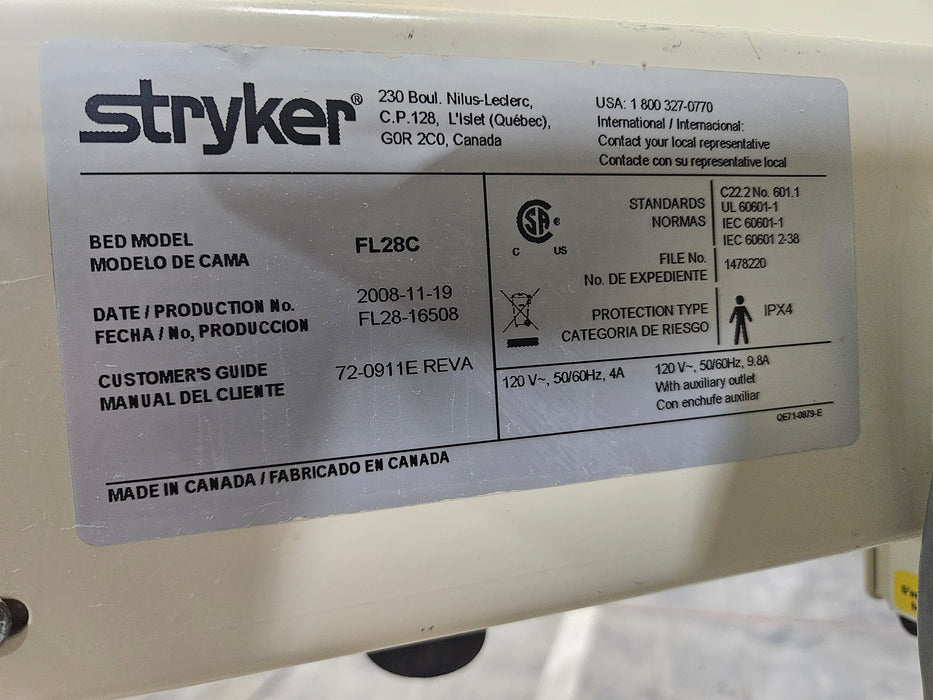 stryker®
230 Boul. Nilus-Leclerc,
C.P.128, L'Islet (Québec),
G0R 2C0, Canada
USA: 1 800 327-0770
International / Internacional:
Contact your local representative
Contacte con su representative local
BED MODEL
MODELO DE CAMA
FL28C
DATE / PRODUCTION No.
FECHA / No, PRODUCCION
2008-11-19
FL28-16508
CUSTOMER'S GUIDE
MANUAL DEL CLIENTE
72-0911E REVA
C SA ® US
STANDARDS
NORMAS
C22.2 No. 601.1
UL 60601-1
IEC 60601-1
IEC 60601 2-38
FILE No.
No. DE EXPEDIENTE
1478220
PROTECTION TYPE
CATEGORIA DE RIESGO
IPX4
120 V~, 50/60Hz, 4A
120 V~, 50/60Hz, 9.8A
With auxiliary outlet
Con enchufe auxiliar
QE71-0879-E
MADE IN CANADA / FABRICADO EN CANADA